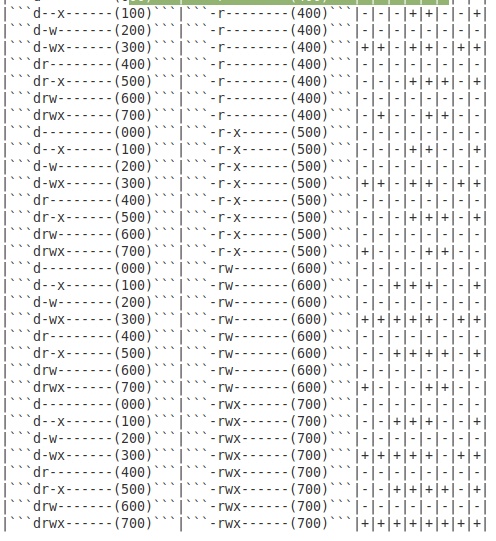 |```d--x------(100)```|```-r--------(400)```|-|-|-|+|+|-|-|+|
|```d-w-------(200)```|```-r--------(400)```|-|-|-|-|-|-|-|-|
|```d-wx------(300)```|```-r--------(400)```|+|+|-|+|+|-|+|+|
|```dr--------(400)```|```-r--------(400)```|-|-|-|-|-|-|-|-|
|```dr-x------(500)```|```-r--------(400)```|-|-|-|+|+|+|-|+|
|```drw-------(600)```|```-r--------(400)```|-|-|-|-|-|-|-|-|
|```drwx------(700)```|```-r--------(400)```|-|+|-|-|+|+|-|-|
|```d---------(000)```|```-r-x------(500)```|-|-|-|-|-|-|-|-|
|```d--x------(100)```|```-r-x------(500)```|-|-|-|+|+|-|-|+|
|```d-w-------(200)```|```-r-x------(500)```|-|-|-|-|-|-|-|-|
|```d-wx------(300)```|```-r-x------(500)```|+|+|-|+|+|-|+|+|
|```dr--------(400)```|```-r-x------(500)```|-|-|-|-|-|-|-|-|
|```dr-x------(500)```|```-r-x------(500)```|-|-|-|+|+|+|-|+|
|```drw-------(600)```|```-r-x------(500)```|-|-|-|-|-|-|-|-|
|```drwx------(700)```|```-r-x------(500)```|+|-|-|-|+|+|-|-|
|```d---------(000)```|```-rw-------(600)```|-|-|-|-|-|-|-|-|
|```d--x------(100)```|```-rw-------(600)```|-|-|+|+|+|-|-|+|
|```d-w-------(200)```|```-rw-------(600)```|-|-|-|-|-|-|-|-|
|```d-wx------(300)```|```-rw-------(600)```|+|+|+|+|+|-|+|+|
|```dr--------(400)```|```-rw-------(600)```|-|-|-|-|-|-|-|-|
|```dr-x------(500)```|```-rw-------(600)```|-|-|+|+|+|+|-|+|
|```drw-------(600)```|```-rw-------(600)```|-|-|-|-|-|-|-|-|
|```drwx------(700)```|```-rw-------(600)```|+|-|-|-|+|+|-|-|
|```d---------(000)```|```-rwx------(700)```|-|-|-|-|-|-|-|-|
|```d--x------(100)```|```-rwx------(700)```|-|-|+|+|+|-|-|+|
|```d-w-------(200)```|```-rwx------(700)```|-|-|-|-|-|-|-|-|
|```d-wx------(300)```|```-rwx------(700)```|+|+|+|+|+|-|+|+|
|```dr--------(400)```|```-rwx------(700)```|-|-|-|-|-|-|-|-|
|```dr-x------(500)```|```-rwx------(700)```|-|-|+|+|+|+|-|+|
|```drw-------(600)```|```-rwx------(700)```|-|-|-|-|-|-|-|-|
|```drwx------(700)```|```-rwx------(700)```|+|+|+|+|+|+|+|+|